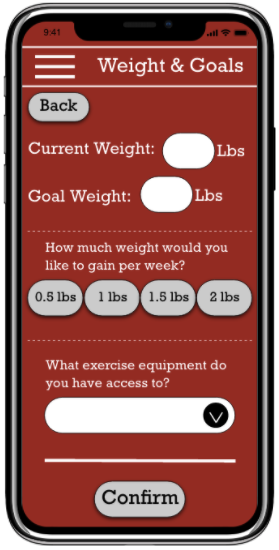 9:41
Weight & Goals
Back
Current Weight: Lbs
Goal Weight: Lbs
How much weight would you
like to gain per week?
0.5 lbs 1 lbs 1.5 lbs 2 lbs
What exercise equipment do
you have access to?
Confirm